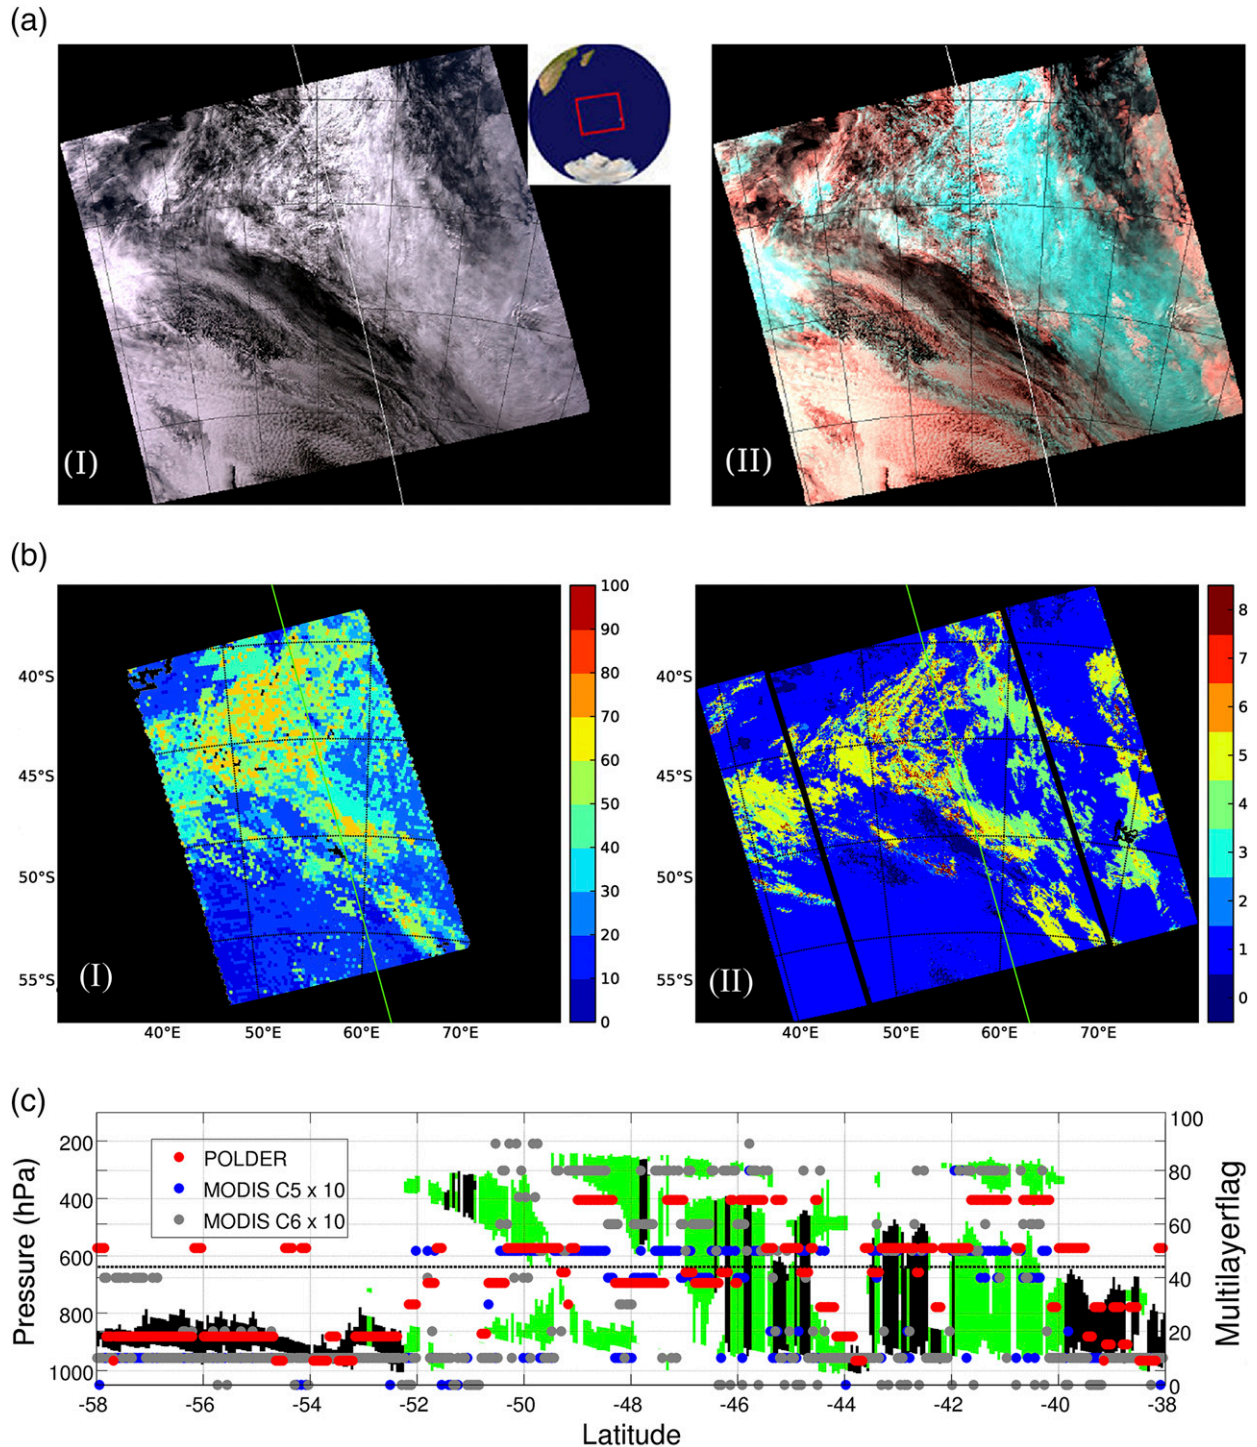 (a)
(I)
(II)
(b)
40°S
45°S
50°S
55°S
(I)
40°E
50°E
60°E
70°E
100
90
80
70
60
50
40
30
20
10
0
40°S
45°S
50°S
55°S
(II)
40°E
50°E
60°E
70°E
8
7
6
5
4
3
2
1
0
(c)
Pressure (hPa)
200
400
600
800
1000
POLDER
MODIS C5 x 10
MODIS C6 x 10
100
80
60
40
20
0
Multilayerflag
-58 -56 -54 -52 -50 -48 -46 -44 -42 -40 -38
Latitude